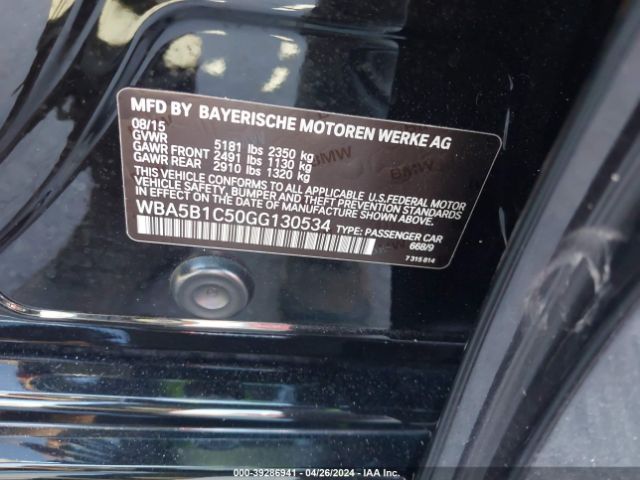 MFD BY BAYERISCHE MOTOREN WERKE AG
08/15
GVWR 5181 lbs 2350 kg
GAWR FRONT 2491 lbs 1130 kg
GAWR REAR 2910 lbs 1320 kg
THIS VEHICLE CONFORMS TO ALL APPLICABLE U.S.FEDERAL MOTOR
VEHICLE SAFETY, BUMPER, AND THEFT PREVENTION STANDARDS
IN EFFECT ON THE DATE OF MANUFACTURE SHOWN ABOVE.
WBA5B1C50GG130534 TYPE: PASSENGER CAR
668/9
7 315 614
000-39286941 - 04/26/2024 - IAA Inc.